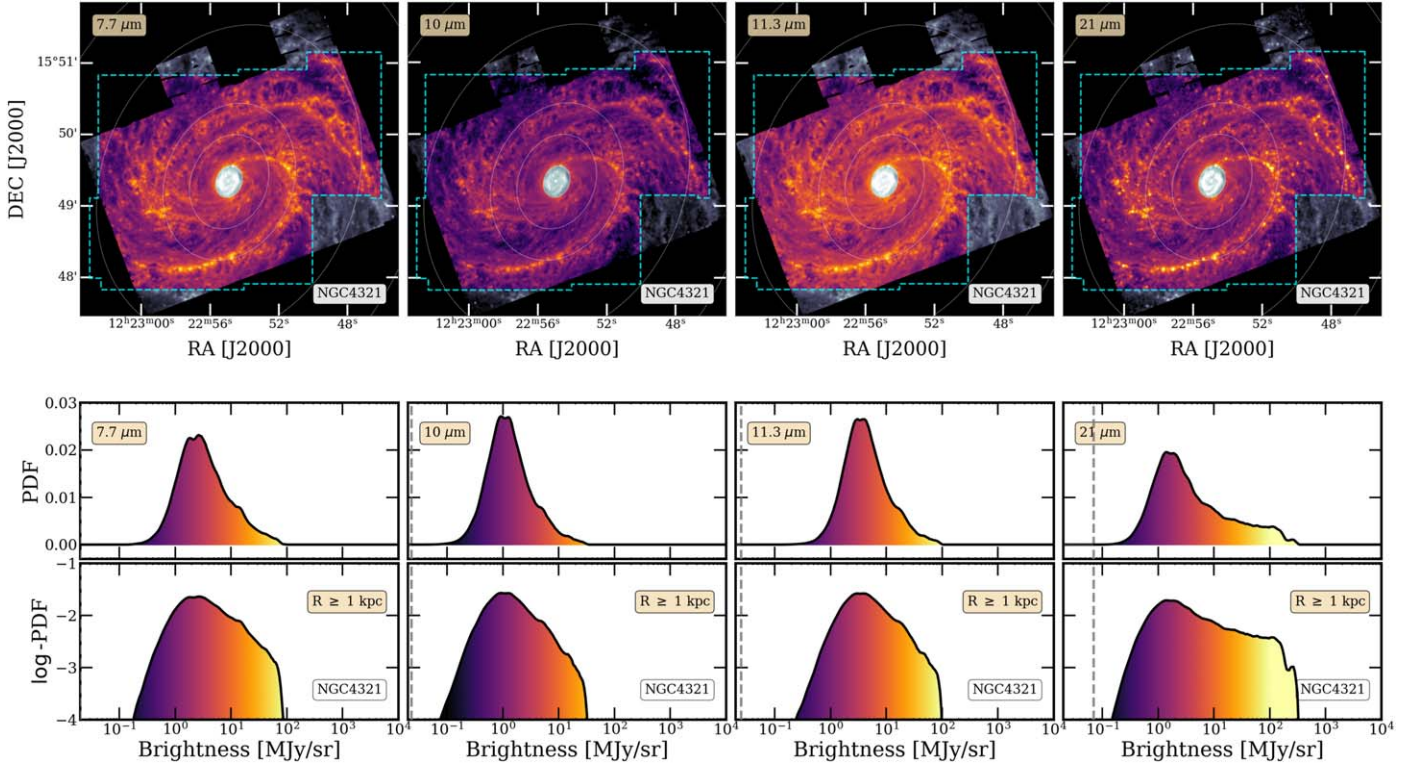 7.7 μm
10 μm
11.3 μm
21 μm
15°51'
50'
49'
48'
DEC [J2000]
NGC4321
NGC4321
NGC4321
NGC4321
12ʰ23ᵐ00ˢ 22ᵐ56ˢ 52ˢ 48ˢ
12ʰ23ᵐ00ˢ 22ᵐ56ˢ 52ˢ 48ˢ
12ʰ23ᵐ00ˢ 22ᵐ56ˢ 52ˢ 48ˢ
12ʰ23ᵐ00ˢ 22ᵐ56ˢ 52ˢ 48ˢ
RA [J2000]
RA [J2000]
RA [J2000]
RA [J2000]
0.03
0.02
0.01
0.00
PDF
7.7 μm
10 μm
11.3 μm
21 μm
−1
−2
−3
−4
log-PDF
R ≥ 1 kpc
R ≥ 1 kpc
R ≥ 1 kpc
R ≥ 1 kpc
NGC4321
NGC4321
NGC4321
NGC4321
10⁻¹ 10⁰ 10¹ 10² 10³ 10⁴
10⁻¹ 10⁰ 10¹ 10² 10³ 10⁴
10⁻¹ 10⁰ 10¹ 10² 10³ 10⁴
10⁻¹ 10⁰ 10¹ 10² 10³ 10⁴
Brightness [MJy/sr]
Brightness [MJy/sr]
Brightness [MJy/sr]
Brightness [MJy/sr]